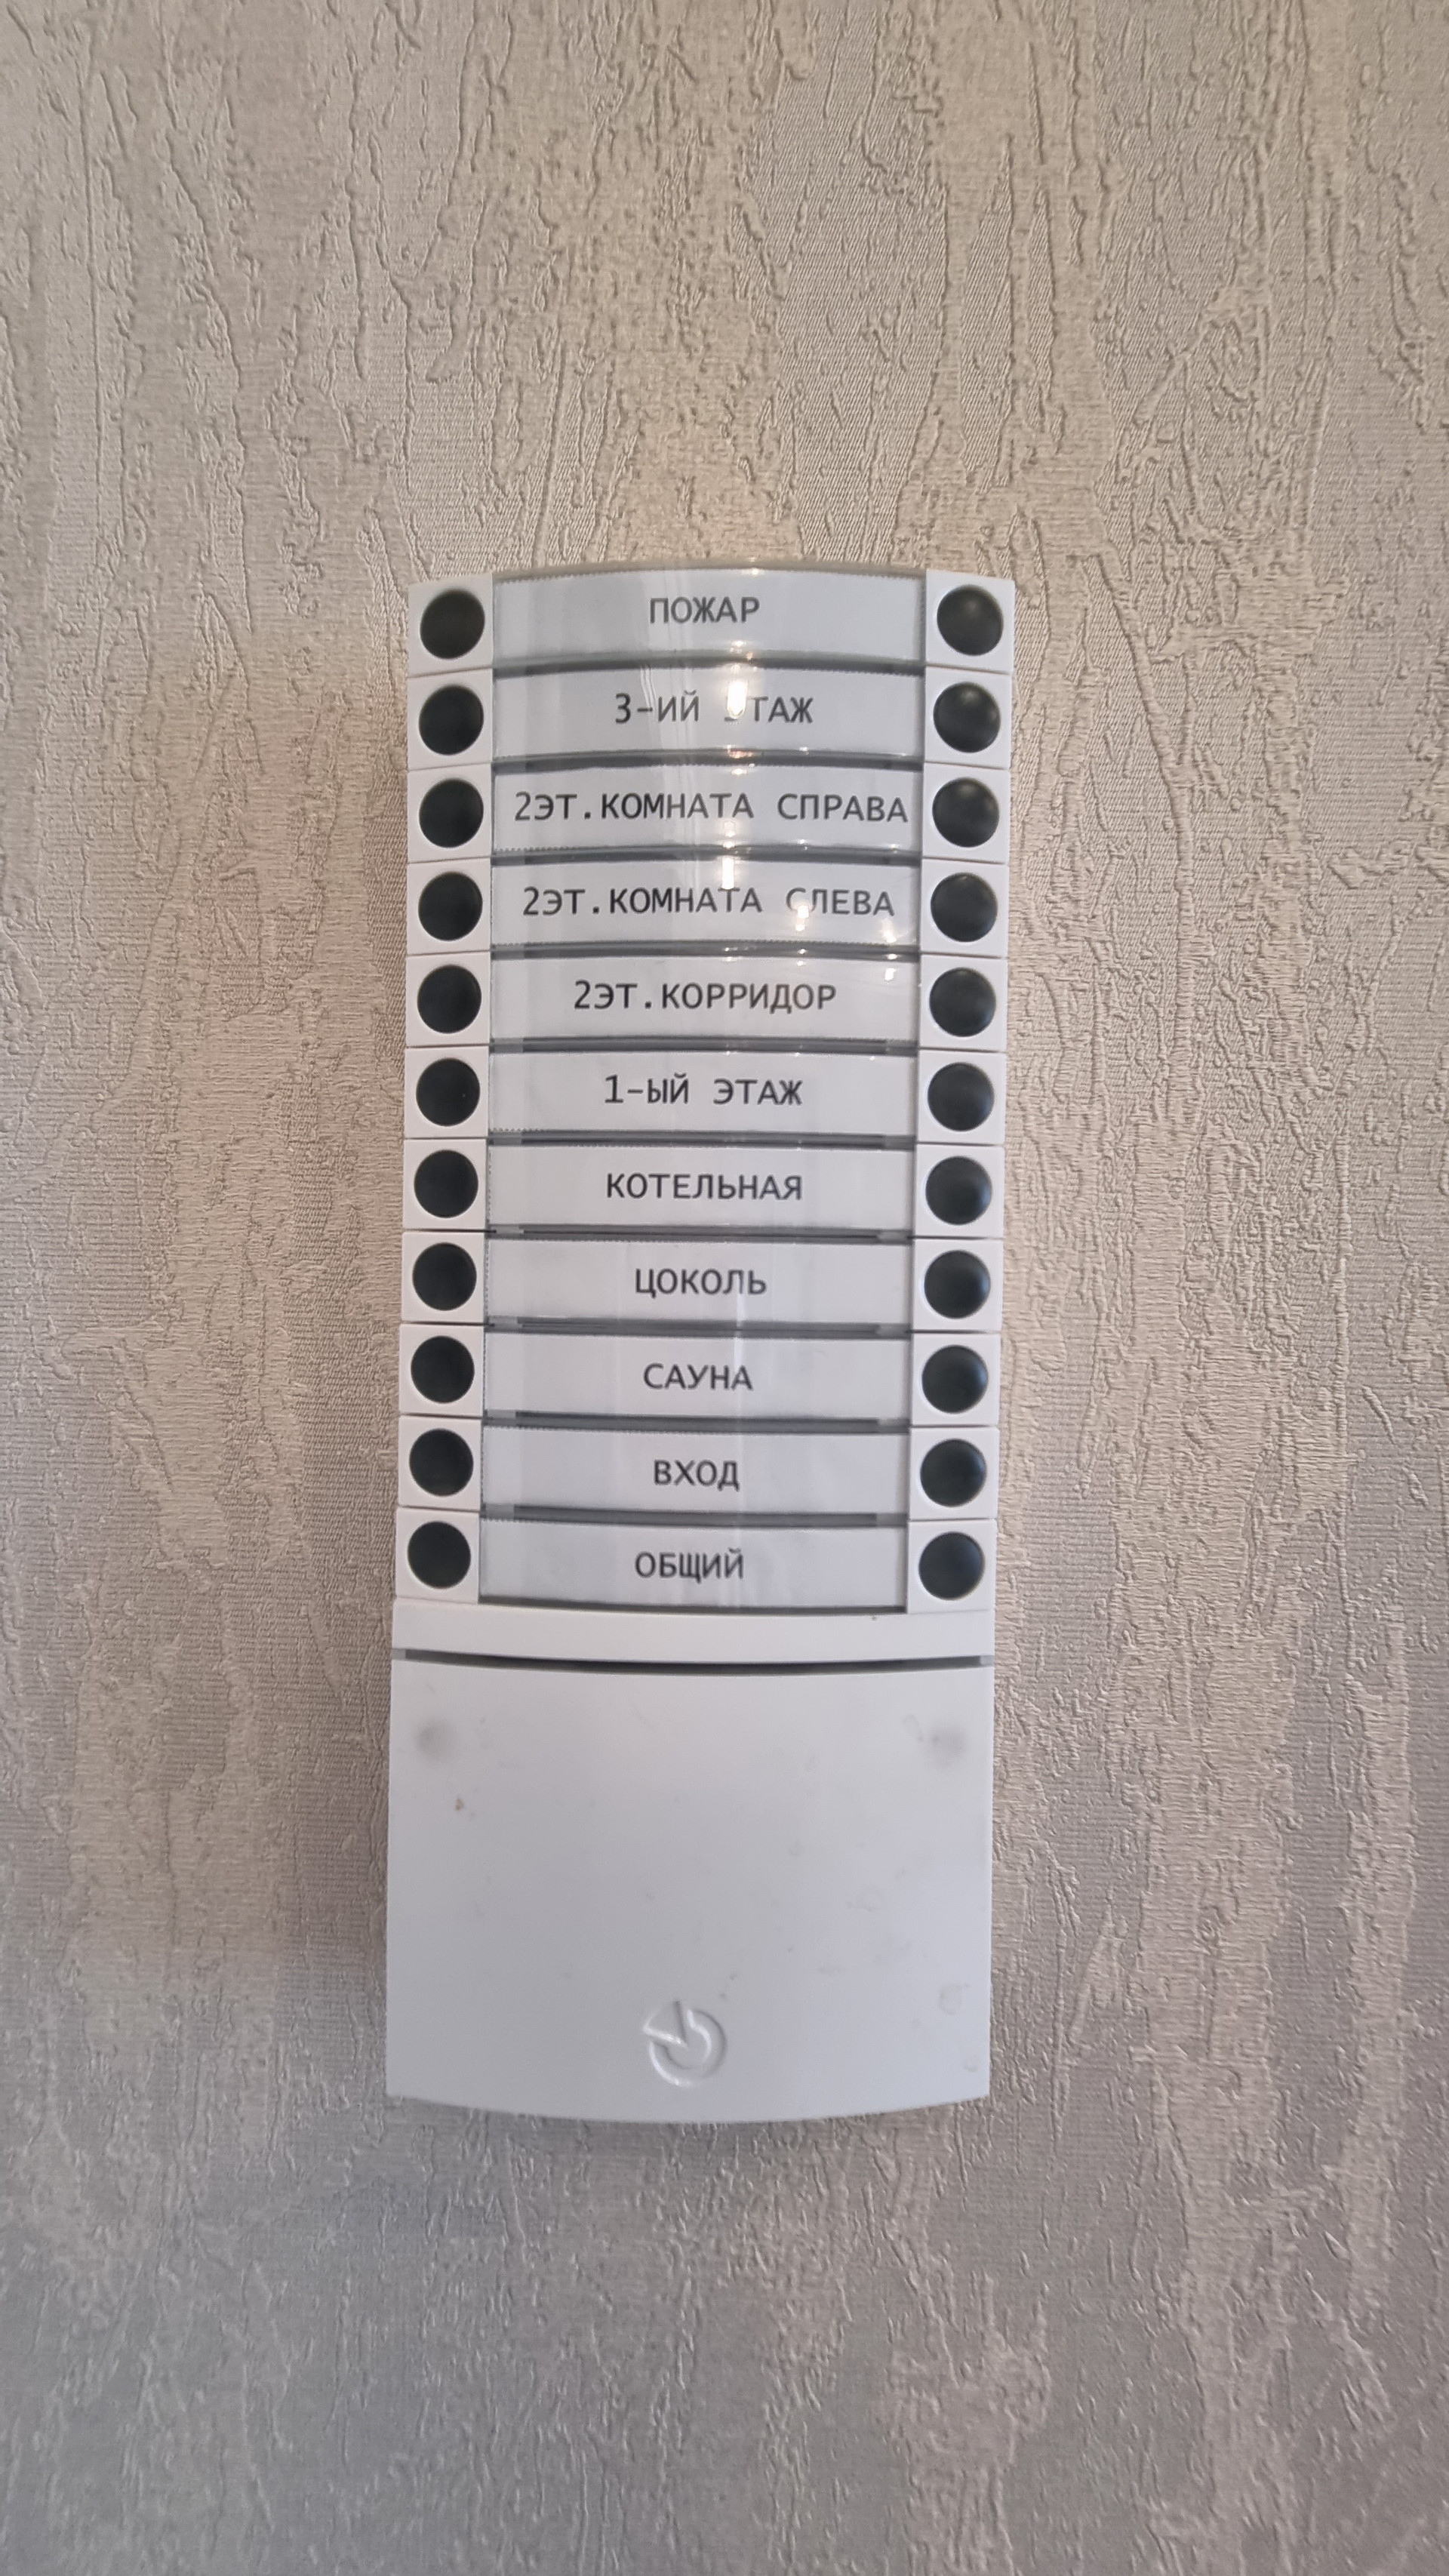 ПОЖАР
3-ИЙ ЭТАЖ
2ЭТ.КОМНАТА СПРАВА
2ЭТ.КОМНАТА СЛЕВА
2ЭТ.КОРРИДОР
1-ЫЙ ЭТАЖ
КОТЕЛЬНАЯ
ЦОКОЛЬ
САУНА
ВХОД
ОБЩИЙ